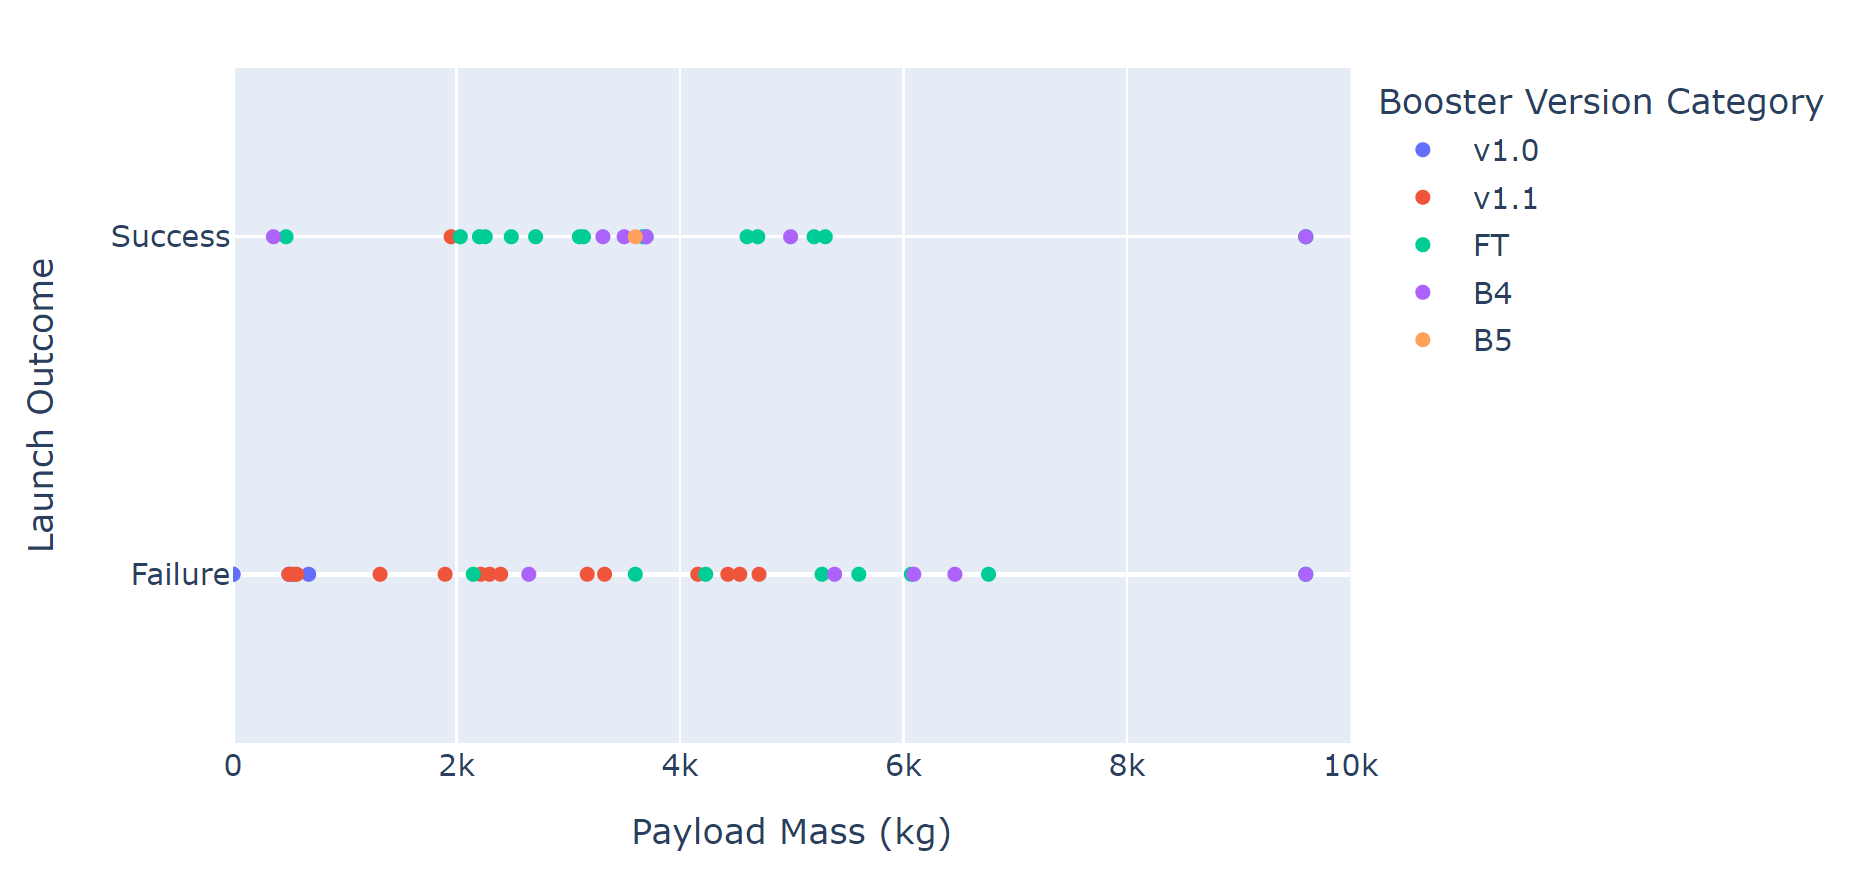 Booster Version Category
v1.0
v1.1
FT
B4
B5
Launch Outcome
Success
Failure
0 2k 4k 6k 8k 10k
Payload Mass (kg)